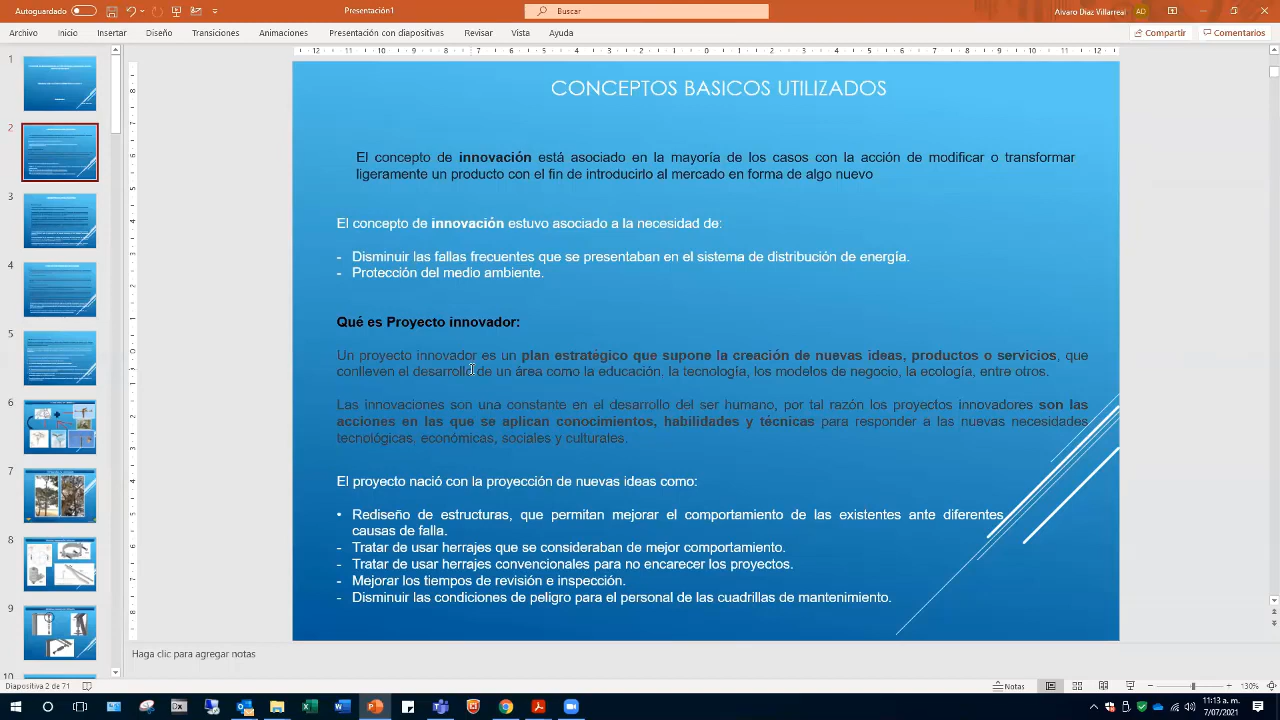 Autoguardado
Presentación1
Buscar
Alvaro Diaz Villarreal
AD
Archivo
Inicio
Insertar
Diseño
Transiciones
Animaciones
Presentación con diapositivas
Revisar
Vista
Ayuda
Compartir
Comentarios
CONCEPTOS BASICOS UTILIZADOS
El concepto de innovación está asociado en la mayoría de los casos con la acción de modificar o transformar
ligeramente un producto con el fin de introducirlo al mercado en forma de algo nuevo
El concepto de innovación estuvo asociado a la necesidad de:
- Disminuir las fallas frecuentes que se presentaban en el sistema de distribución de energía.
- Protección del medio ambiente.
Qué es Proyecto innovador:
Un proyecto innovador es un plan estratégico que supone la creación de nuevas ideas, productos o servicios, que
conlleven el desarrollo de un área como la educación. la tecnología, los modelos de negocio, la ecología, entre otros.
Las innovaciones son una constante en el desarrollo del ser humano, por tal razón los proyectos innovadores son las
acciones en las que se aplican conocimientos, habilidades y técnicas para responder a las nuevas necesidades
tecnológicas. económicas, sociales y culturales.
El proyecto nació con la proyección de nuevas ideas como:
• Rediseño de estructuras, que permitan mejorar el comportamiento de las existentes ante diferentes
causas de falla.
- Tratar de usar herrajes que se consideraban de mejor comportamiento.
- Tratar de usar herrajes convencionales para no encarecer los proyectos.
- Mejorar los tiempos de revisión e inspección.
- Disminuir las condiciones de peligro para el personal de las cuadrillas de mantenimiento.
1
2
3
4
5
6
7
8
9
10
Haga clic para agregar notas
Diapositiva 2 de 71
Notas
130%
11:13 a. m.
7/07/2021